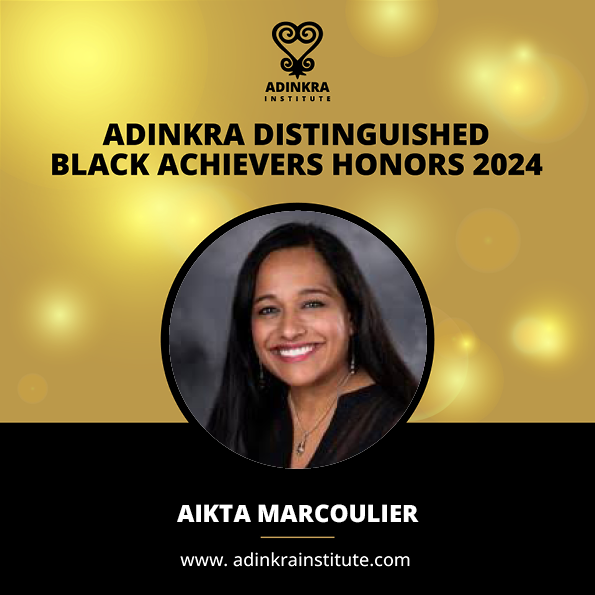 ADINKRA
INSTITUTE
ADINKRA DISTINGUISHED
BLACK ACHIEVERS HONORS 2024
AIKTA MARCOULIER
www. adinkrainstitute.com